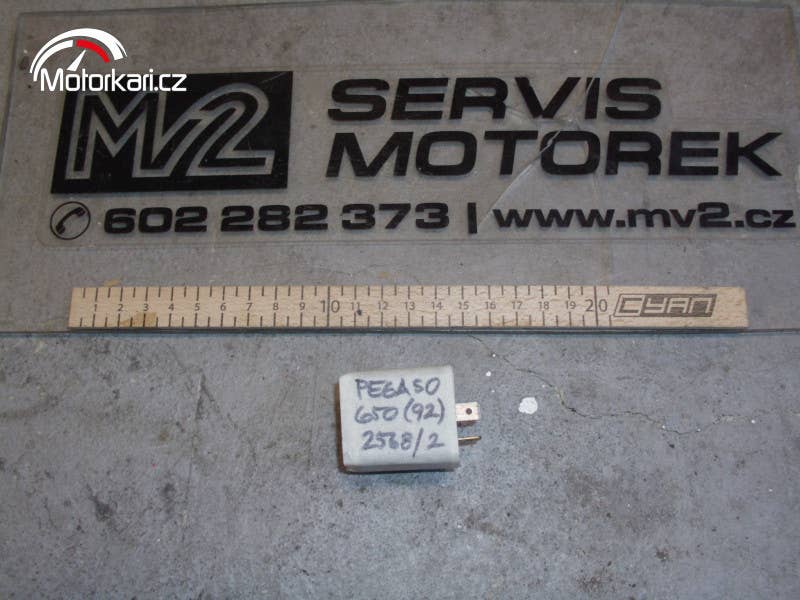 Motorkari.cz
MV2
SERVIS
MOTOREK
602 282 373 | www.mv2.cz
1 2 3 4 5 6 7 8 9 10 11 12 13 14 15 16 17 18 19 20 CYAN
PEGASO
650 (92)
2568/2